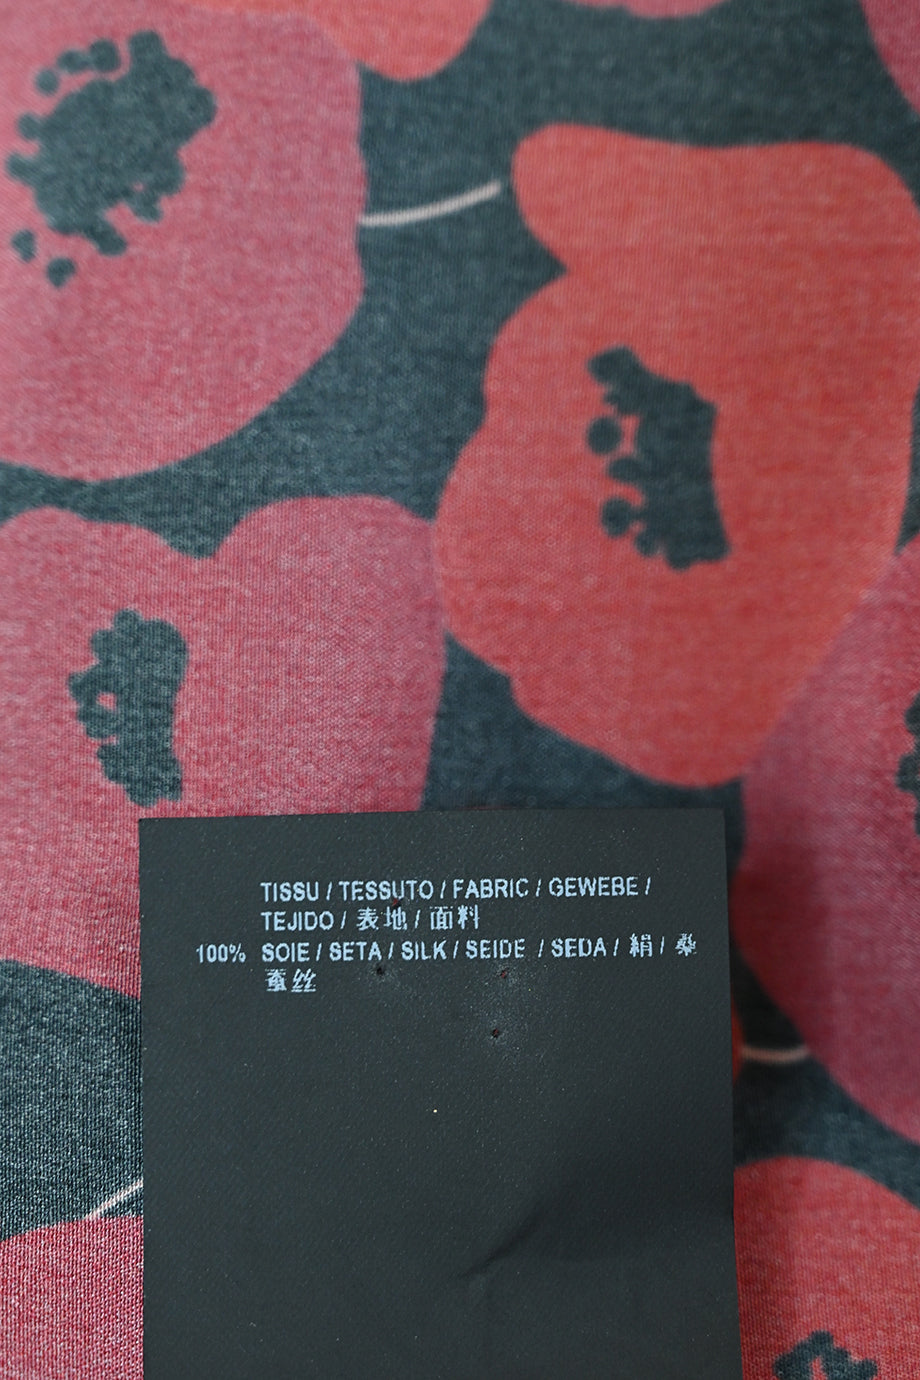 TISSU / TESSUTO / FABRIC / GEWEBE /
TEJIDO / 表地 / 面料
100% SOIE / SETA / SILK / SEIDE / SEDA / 絹 / 桑
蚕丝